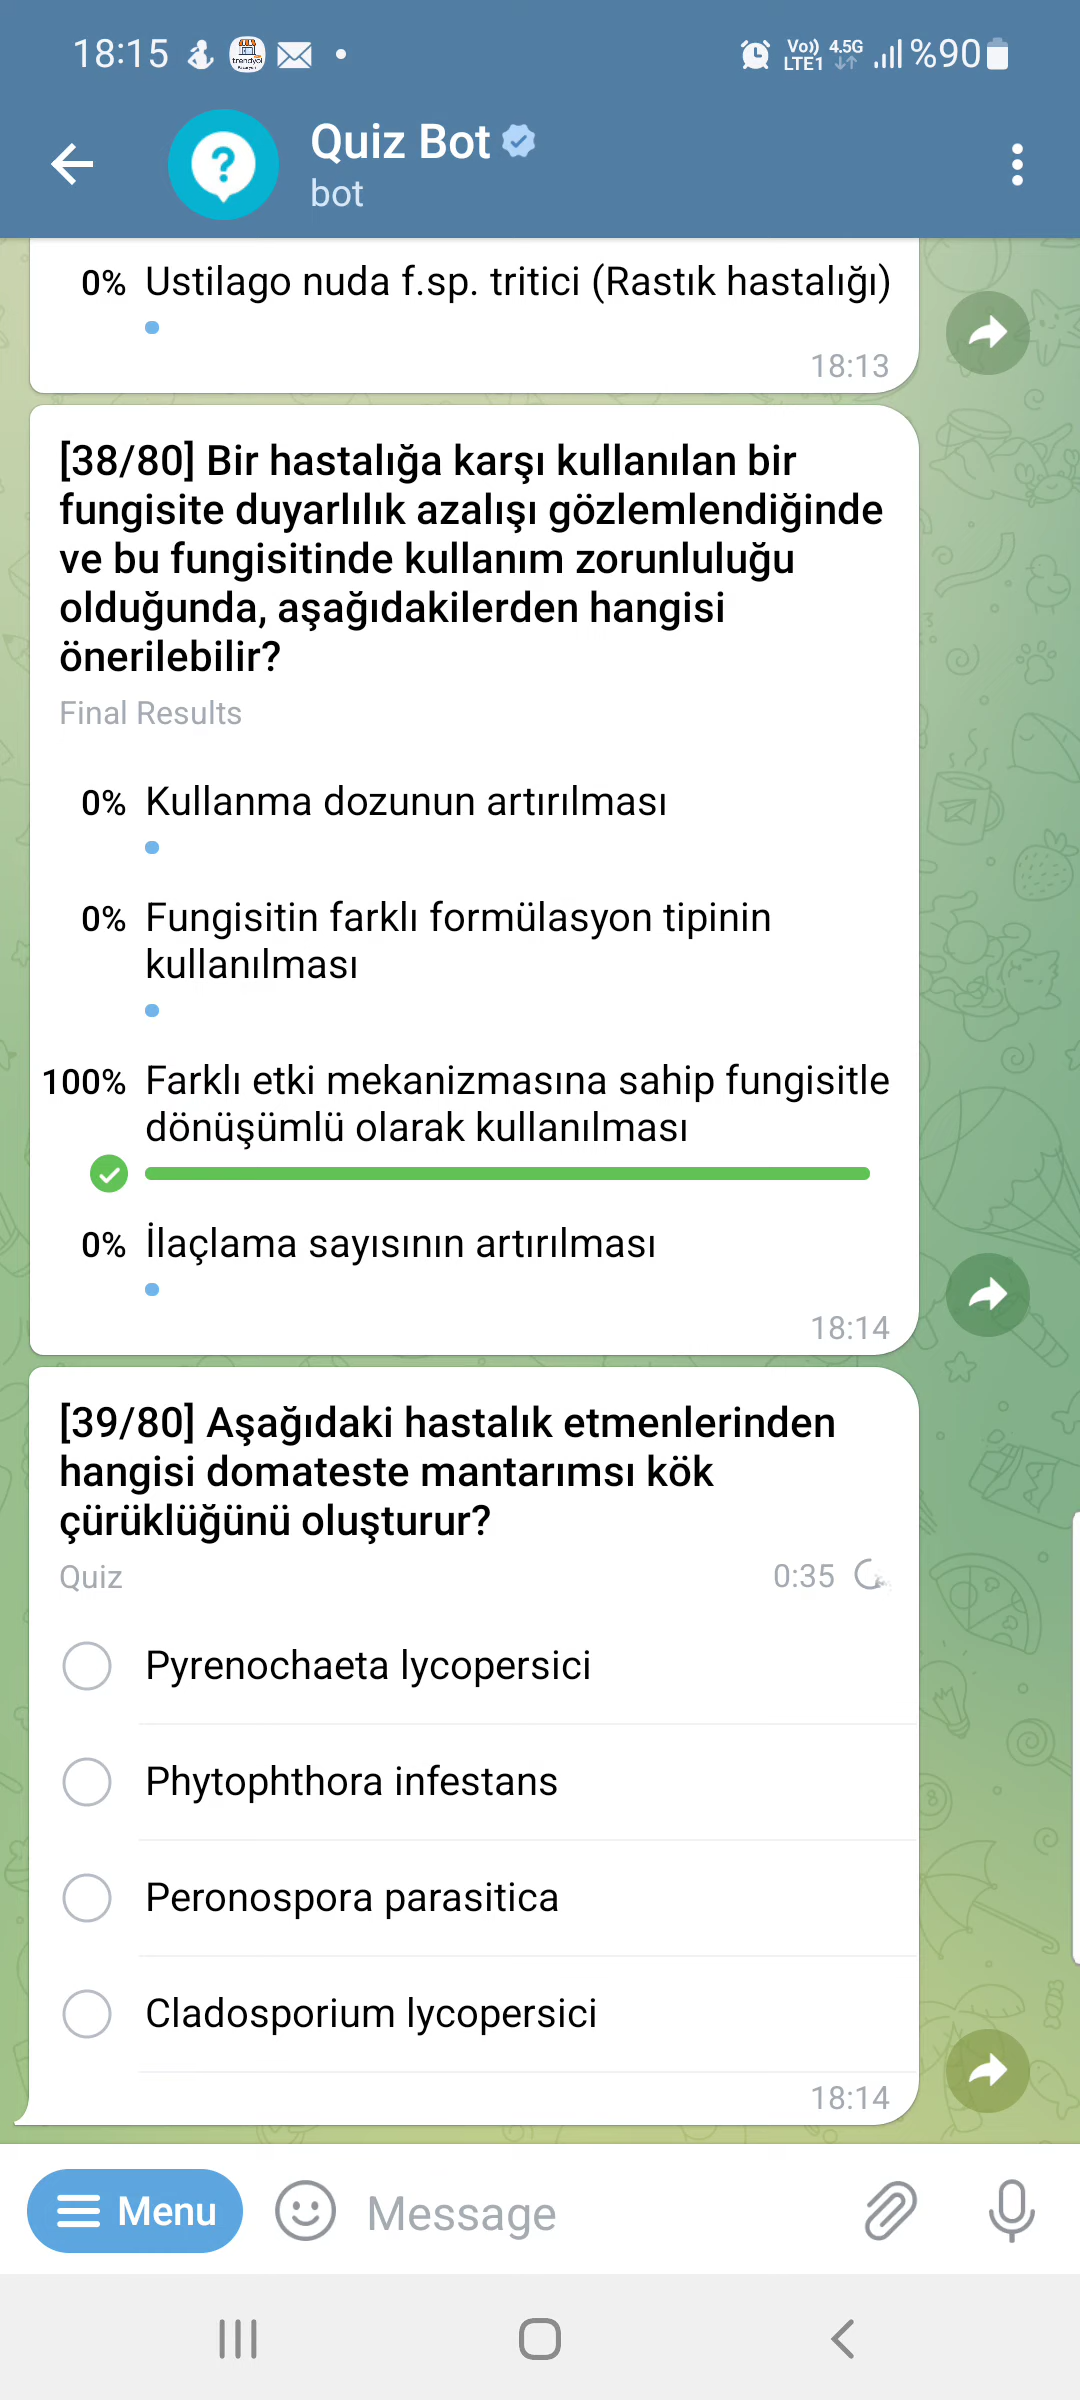 18:15
trendyol
Vo)) 4.5G
LTE1
%90
Quiz Bot
bot
0% Ustilago nuda f.sp. tritici (Rastık hastalığı)
18:13
[38/80] Bir hastalığa karşı kullanılan bir
fungisite duyarlılık azalışı gözlemlendiğinde
ve bu fungisitinde kullanım zorunluluğu
olduğunda, aşağıdakilerden hangisi
önerilebilir?
Final Results
0% Kullanma dozunun artırılması
0% Fungisitin farklı formülasyon tipinin
kullanılması
100% Farklı etki mekanizmasına sahip fungisitle
dönüşümlü olarak kullanılması
0% İlaçlama sayısının artırılması
18:14
[39/80] Aşağıdaki hastalık etmenlerinden
hangisi domateste mantarımsı kök
çürüklüğünü oluşturur?
Quiz
0:35
Pyrenochaeta lycopersici
Phytophthora infestans
Peronospora parasitica
Cladosporium lycopersici
18:14
Menu
Message